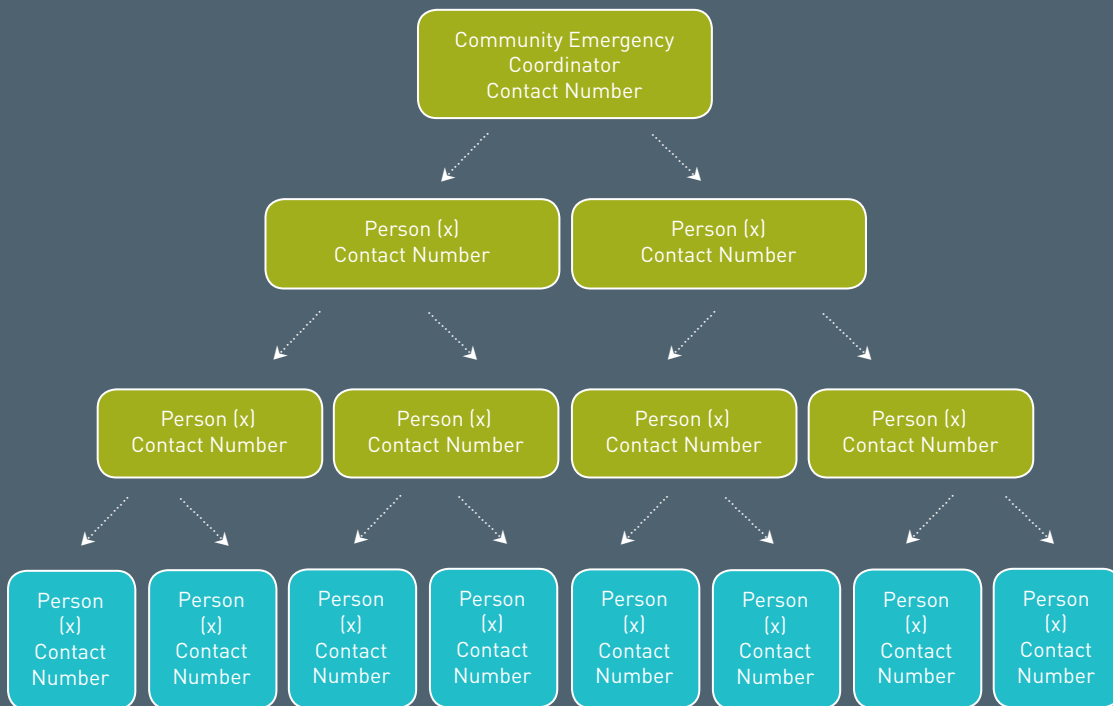 Community Emergency
Coordinator
Contact Number
Person (x)
Contact Number
Person (x)
Contact Number
Person (x)
Contact Number
Person (x)
Contact Number
Person (x)
Contact Number
Person (x)
Contact Number
Person
(x)
Contact
Number
Person
(x)
Contact
Number
Person
(x)
Contact
Number
Person
(x)
Contact
Number
Person
(x)
Contact
Number
Person
(x)
Contact
Number
Person
(x)
Contact
Number
Person
(x)
Contact
Number